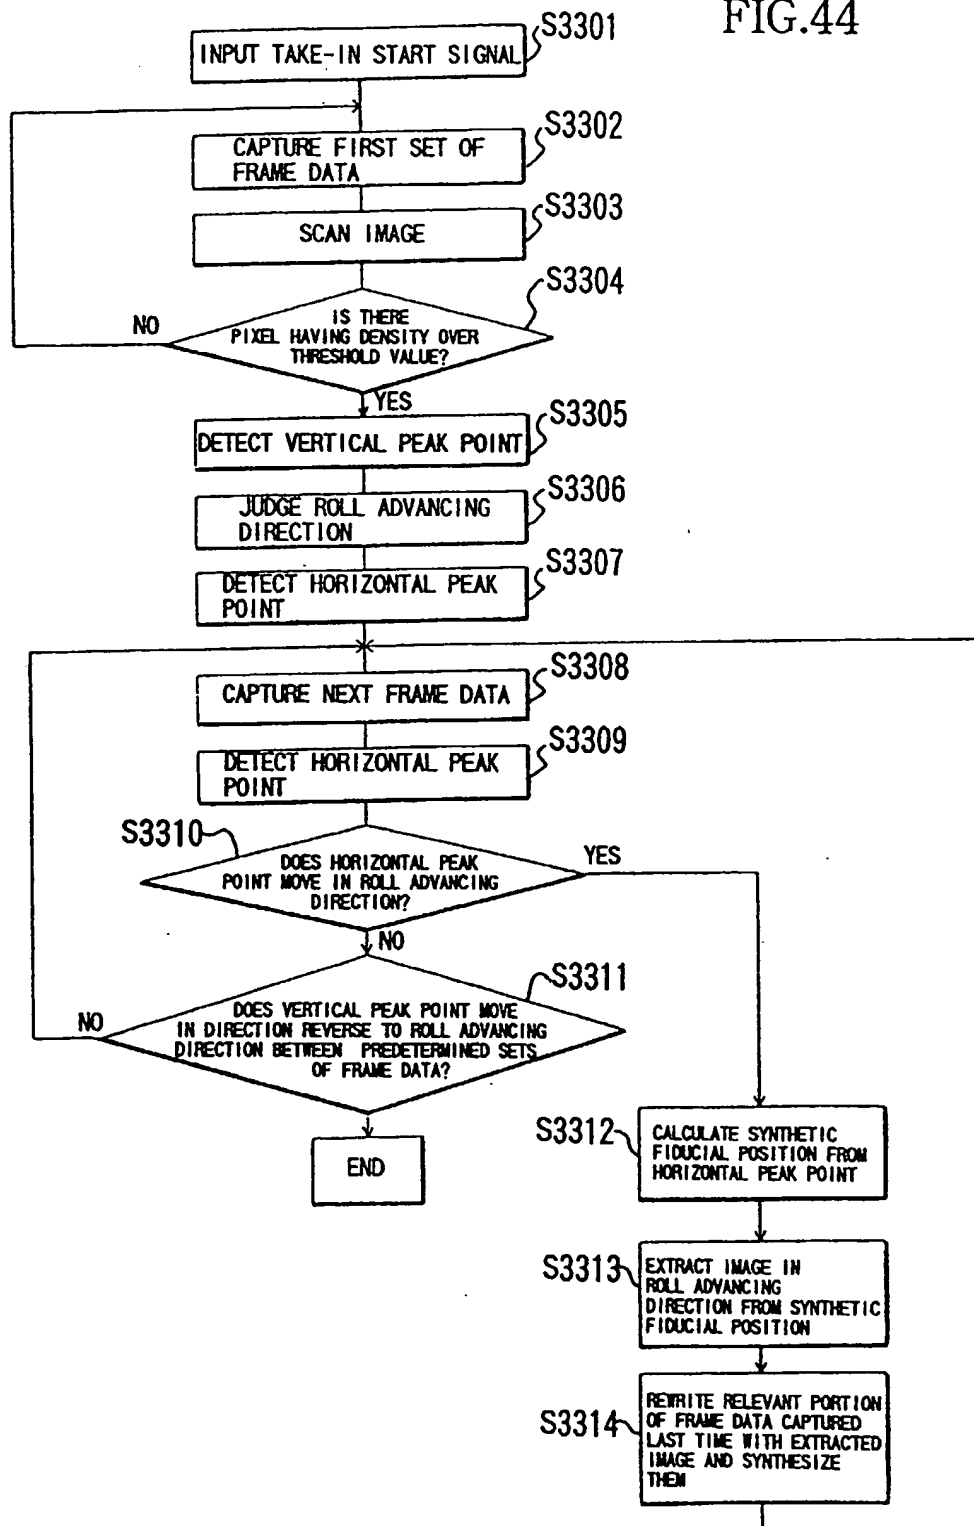 FIG.44
S3301
INPUT TAKE-IN START SIGNAL
S3302
CAPTURE FIRST SET OF
FRAME DATA
S3303
SCAN IMAGE
S3304
IS THERE
PIXEL HAVING DENSITY OVER
THRESHOLD VALUE?
NO
YES
S3305
DETECT VERTICAL PEAK POINT
S3306
JUDGE ROLL ADVANCING
DIRECTION
S3307
DETECT HORIZONTAL PEAK
POINT
S3308
CAPTURE NEXT FRAME DATA
S3309
DETECT HORIZONTAL PEAK
POINT
S3310
DOES HORIZONTAL PEAK
POINT MOVE IN ROLL ADVANCING
DIRECTION?
YES
NO
S3311
DOES VERTICAL PEAK POINT MOVE
IN DIRECTION REVERSE TO ROLL ADVANCING
DIRECTION BETWEEN PREDETERMINED SETS
OF FRAME DATA?
NO
END
S3312
CALCULATE SYNTHETIC
FIDUCIAL POSITION FROM
HORIZONTAL PEAK POINT
S3313
EXTRACT IMAGE IN
ROLL ADVANCING
DIRECTION FROM SYNTHETIC
FIDUCIAL POSITION
S3314
REWRITE RELEVANT PORTION
OF FRAME DATA CAPTURED
LAST TIME WITH EXTRACTED
IMAGE AND SYNTHESIZE
THEM